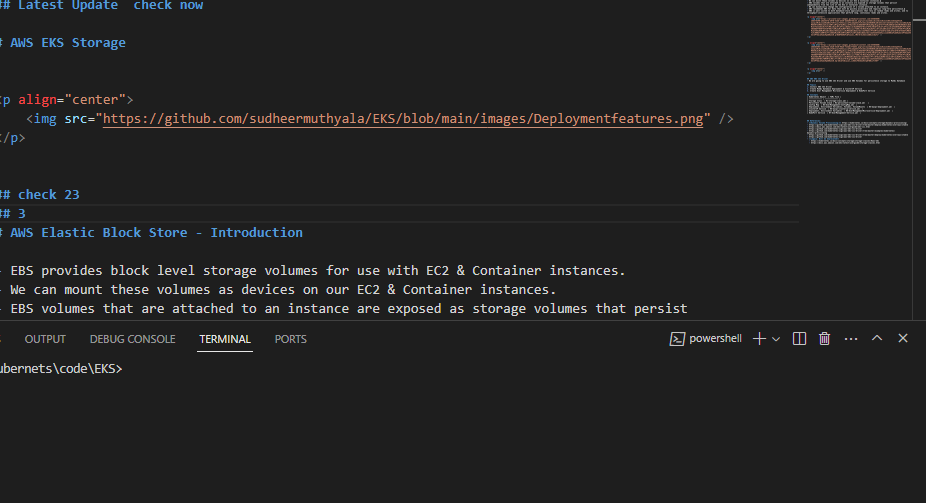 ## Latest Update  check now
# AWS EKS Storage
<p align="center">
<img src="https://github.com/sudheermuthyala/EKS/blob/main/images/Deploymentfeatures.png" />
</p>
## check 23
## 3
# AWS Elastic Block Store - Introduction
- EBS provides block level storage volumes for use with EC2 & Container instances.
- We can mount these volumes as devices on our EC2 & Container instances.
- EBS volumes that are attached to an instance are exposed as storage volumes that persist
OUTPUT DEBUG CONSOLE TERMINAL PORTS powershell
ubernets\code\EKS>